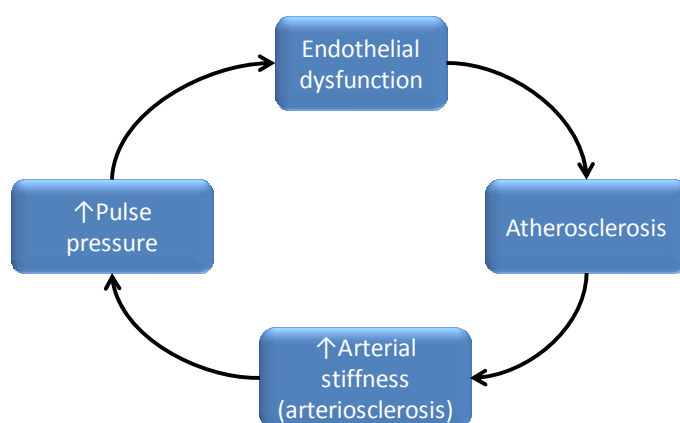 Endothelial
dysfunction
Atherosclerosis
↑Arterial
stiffness
(arteriosclerosis)
↑Pulse
pressure